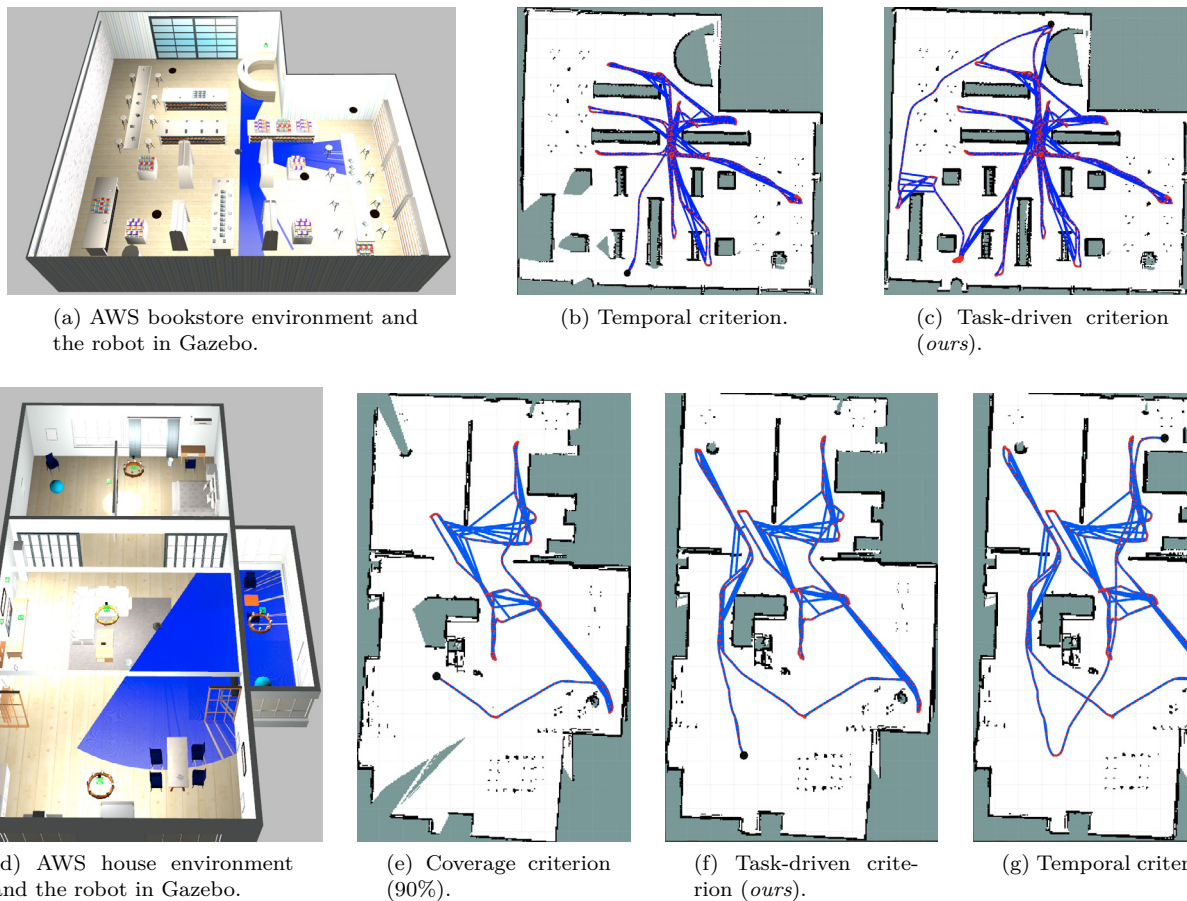 (a) AWS bookstore environment and
the robot in Gazebo.
(b) Temporal criterion.
(c) Task-driven criterion
(ours).
d) AWS house environment
and the robot in Gazebo.
(e) Coverage criterion
(90%).
(f) Task-driven crite-
rion (ours).
(g) Temporal criter